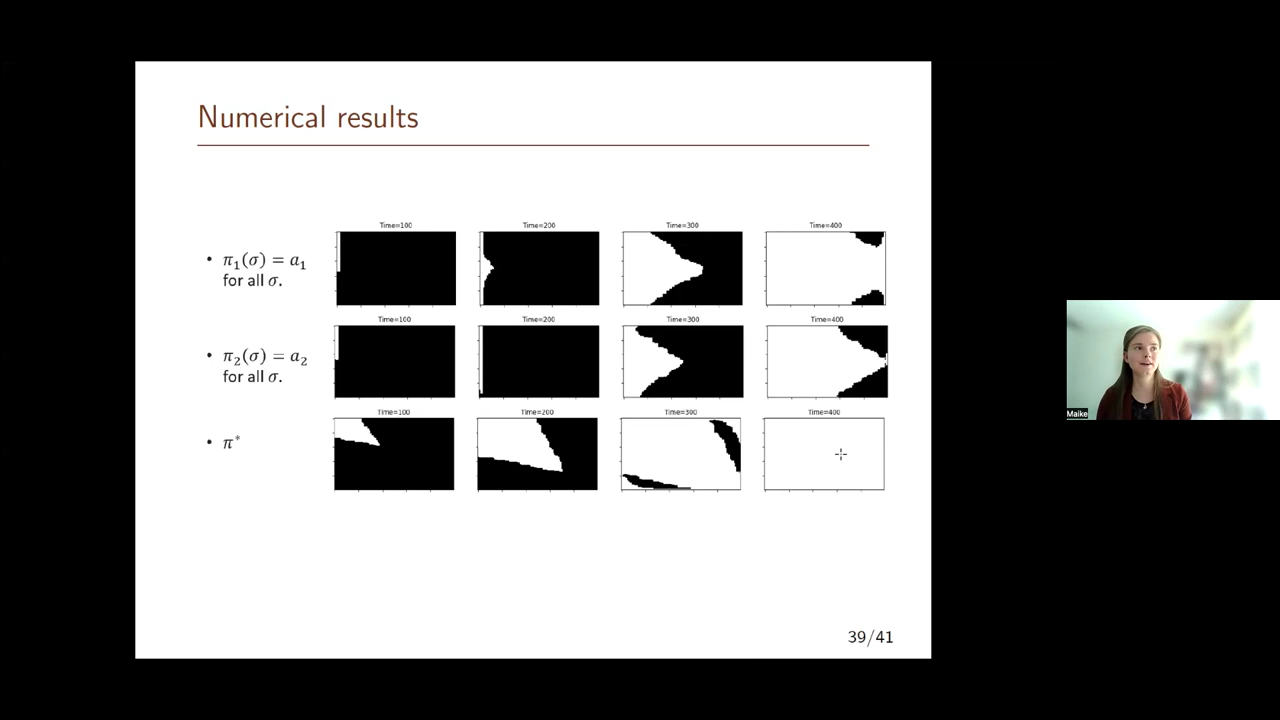 Numerical results
Time=100 Time=200 Time=300 Time=400
• π₁(σ) = a₁
for all σ.
Time=100 Time=200 Time=300 Time=400
• π₂(σ) = a₂
for all σ.
Time=100 Time=200 Time=300 Time=400
• π*
Maike
39/41